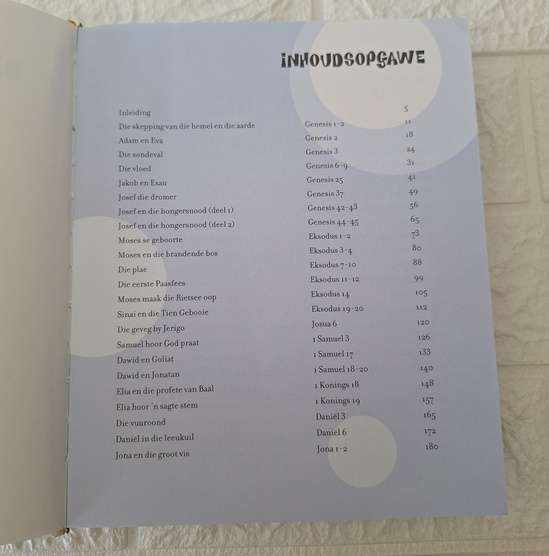 INHOUDSOPGAWE
Inleiding 5
Die skepping van die hemel en die aarde Genesis 1-2 11
Adam en Eva Genesis 2 18
Die sondeval Genesis 3 24
Die vloed Genesis 6-9 31
Jakob en Esau Genesis 25 41
Josef die dromer Genesis 37 49
Josef en die hongersnood (deel 1) Genesis 42-43 56
Josef en die hongersnood (deel 2) Genesis 44-45 65
Moses se geboorte Eksodus 1-2 73
Moses en die brandende bos Eksodus 3-4 80
Die plae Eksodus 7-10 88
Die eerste Paasfees Eksodus 11-12 99
Moses maak die Rietsee oop Eksodus 14 105
Sinai en die Tien Gebooie Eksodus 19-20 112
Die geveg by Jerigo Josua 6 120
Samuel hoor God praat 1 Samuel 3 126
Dawid en Goliat 1 Samuel 17 133
Dawid en Jonatan 1 Samuel 18-20 140
Elia en die profete van Baäl 1 Konings 18 148
Elia hoor 'n sagte stem 1 Konings 19 157
Die vuuroond Daniël 3 165
Daniël in die leeukuil Daniël 6 172
Jona en die groot vis Jona 1-2 180